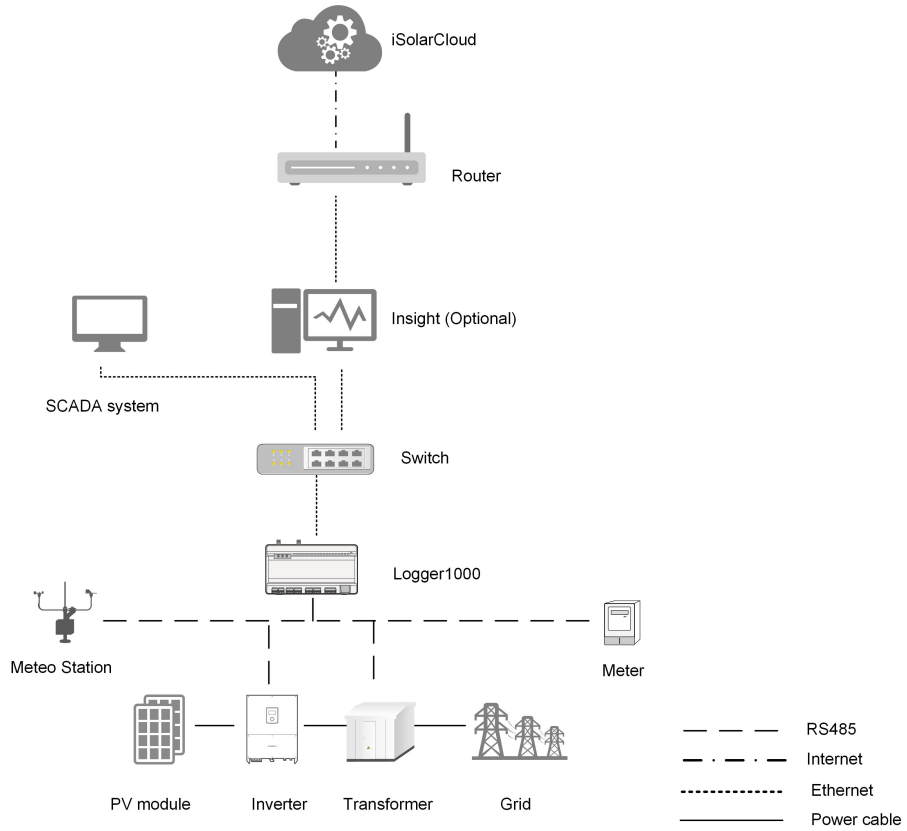 iSolarCloud
Router
Insight (Optional)
SCADA system
Switch
Logger1000
Meteo Station
Meter
PV module
Inverter
Transformer
Grid
RS485
Internet
Ethernet
Power cable